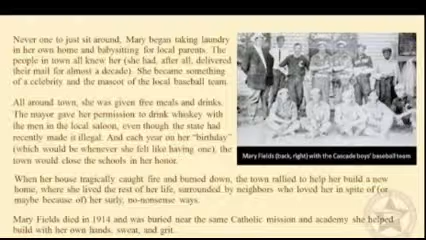 Never one to just sit around, Mary began taking laundry
in her own home and babysitting for local parents. The
people in town all knew her (she had, after all, delivered
their mail for almost a decade). She became something
of a celebrity and the mascot of the local baseball team.
All around town, she was given free meals and drinks.
The mayor gave her permission to drink whiskey with
the men in the local saloon, even though the state had
recently made it illegal. And each year on her "birthday"
(which would be whenever she felt like having one), the
town would close the schools in her honor.
Mary Fields (back, right) with the Cascade boys' baseball team
When her house tragically caught fire and burned down, the town rallied to help her build a new
home, where she lived the rest of her life, surrounded by neighbors who loved her in spite of (or
maybe because of) her surly, no-nonsense ways.
Mary Fields died in 1914 and was buried near the same Catholic mission and academy she helped
build with her own hands, sweat, and grit.